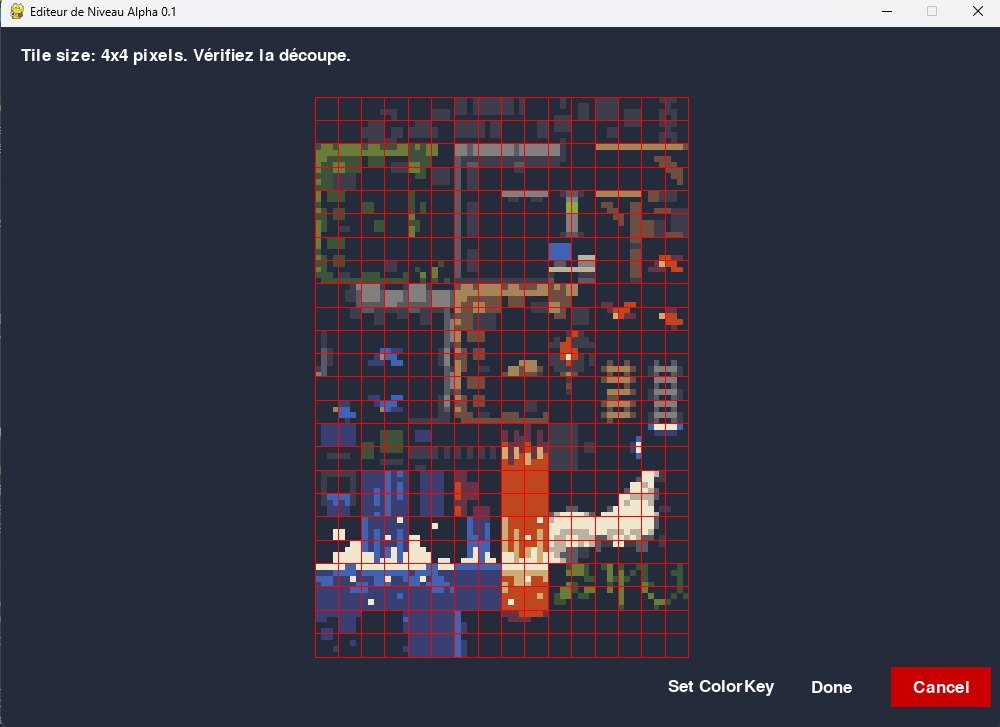 Editeur de Niveau Alpha 0.1
Tile size: 4x4 pixels. Vérifiez la découpe.
Set ColorKey
Done
Cancel